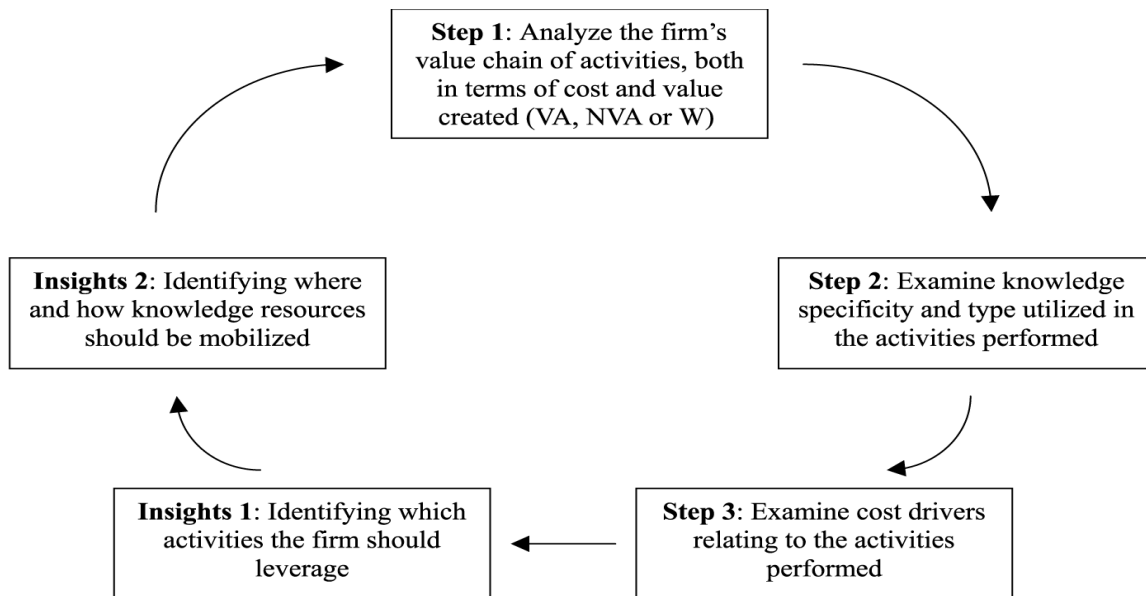 Step 1: Analyze the firm's
value chain of activities, both
in terms of cost and value
created (VA, NVA or W)
Step 2: Examine knowledge
specificity and type utilized in
the activities performed
Step 3: Examine cost drivers
relating to the activities
performed
Insights 1: Identifying which
activities the firm should
leverage
Insights 2: Identifying where
and how knowledge resources
should be mobilized